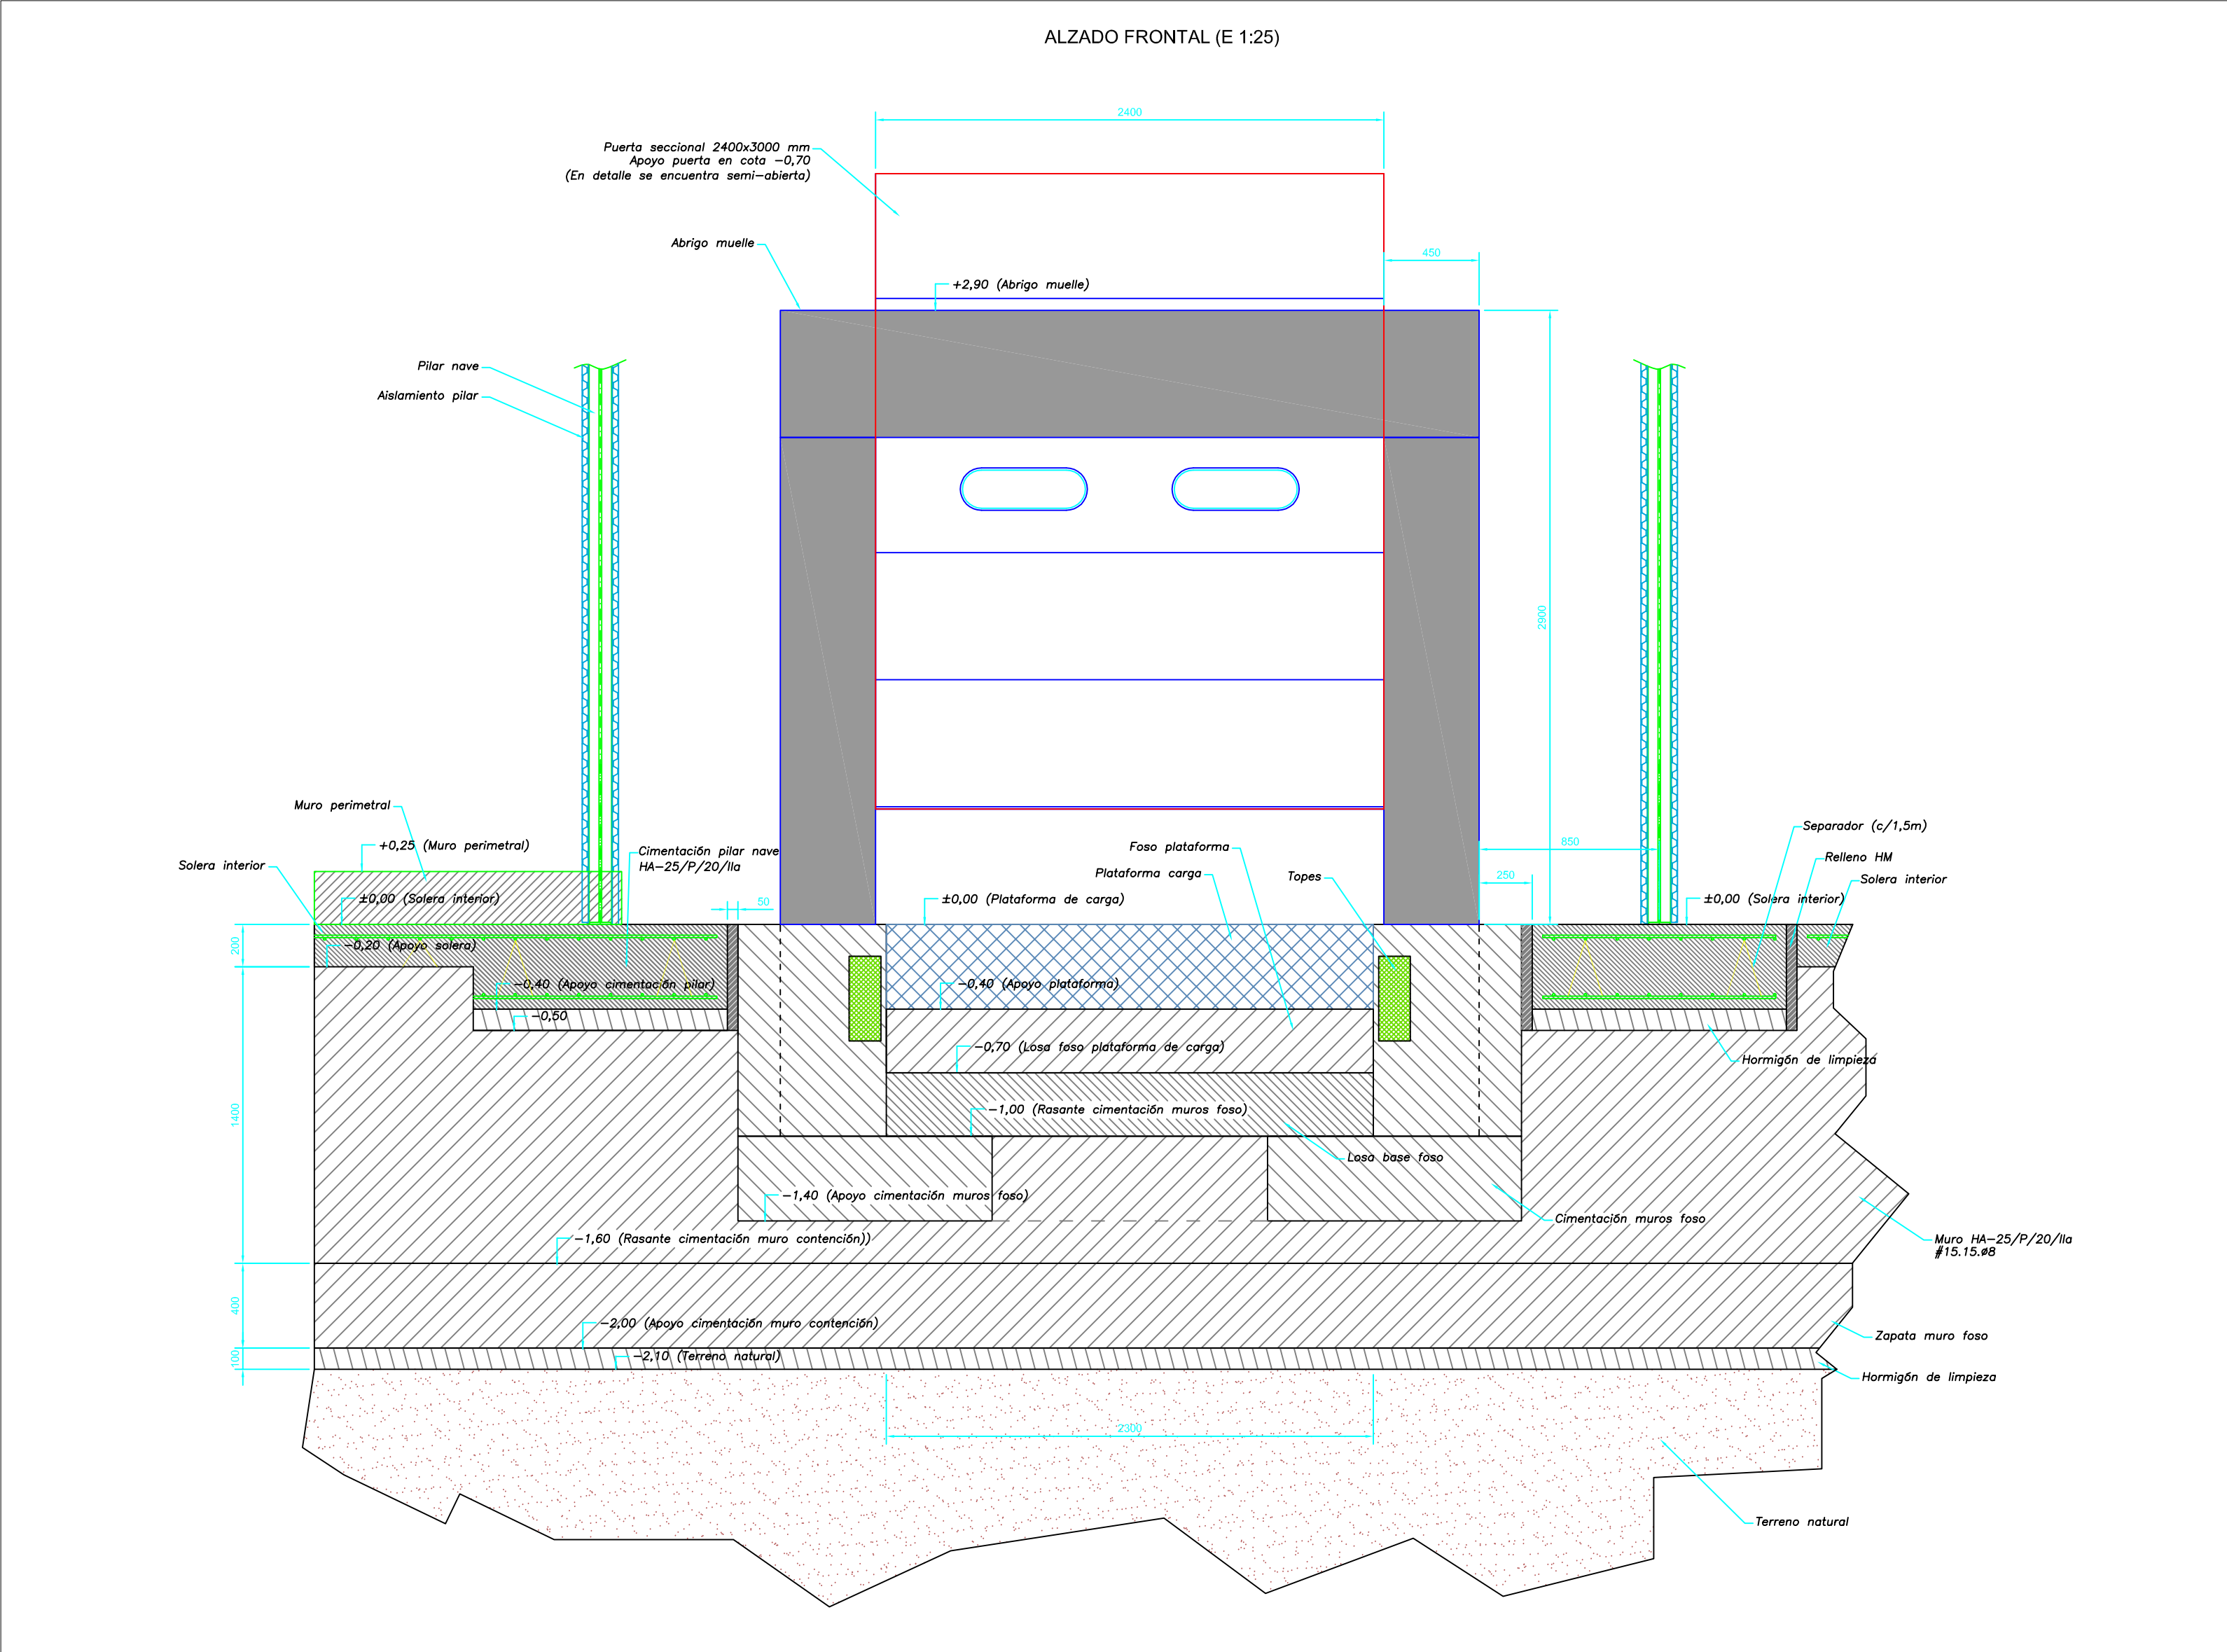 ALZADO FRONTAL (E 1:25)
2400
Puerta seccional 2400x3000 mm
Apoyo puerta en cota -0,70
(En detalle se encuentra semi-abierta)
Abrigo muelle
450
+2,90 (Abrigo muelle)
Pilar nave
Aislamiento pilar
2900
Muro perimetral
+0,25 (Muro perimetral)
Solera interior
±0,00 (Solera interior)
Cimentación pilar nave
HA-25/P/20/IIa
50
Foso plataforma
Plataforma carga
Topes
±0,00 (Plataforma de carga)
850
250
Separador (c/1,5m)
Relleno HM
Solera interior
±0,00 (Solera interior)
200
-0,20 (Apoyo solera)
-0,40 (Apoyo cimentación pilar)
-0,50
-0,40 (Apoyo plataforma)
-0,70 (Losa foso plataforma de carga)
Hormigón de limpieza
1400
-1,00 (Rasante cimentación muros foso)
Losa base foso
-1,40 (Apoyo cimentación muros foso)
Cimentación muros foso
-1,60 (Rasante cimentación muro contención))
Muro HA-25/P/20/IIa
#15.15.ø8
400
-2,00 (Apoyo cimentación muro contención)
Zapata muro foso
100
-2,10 (Terreno natural)
Hormigón de limpieza
2300
Terreno natural